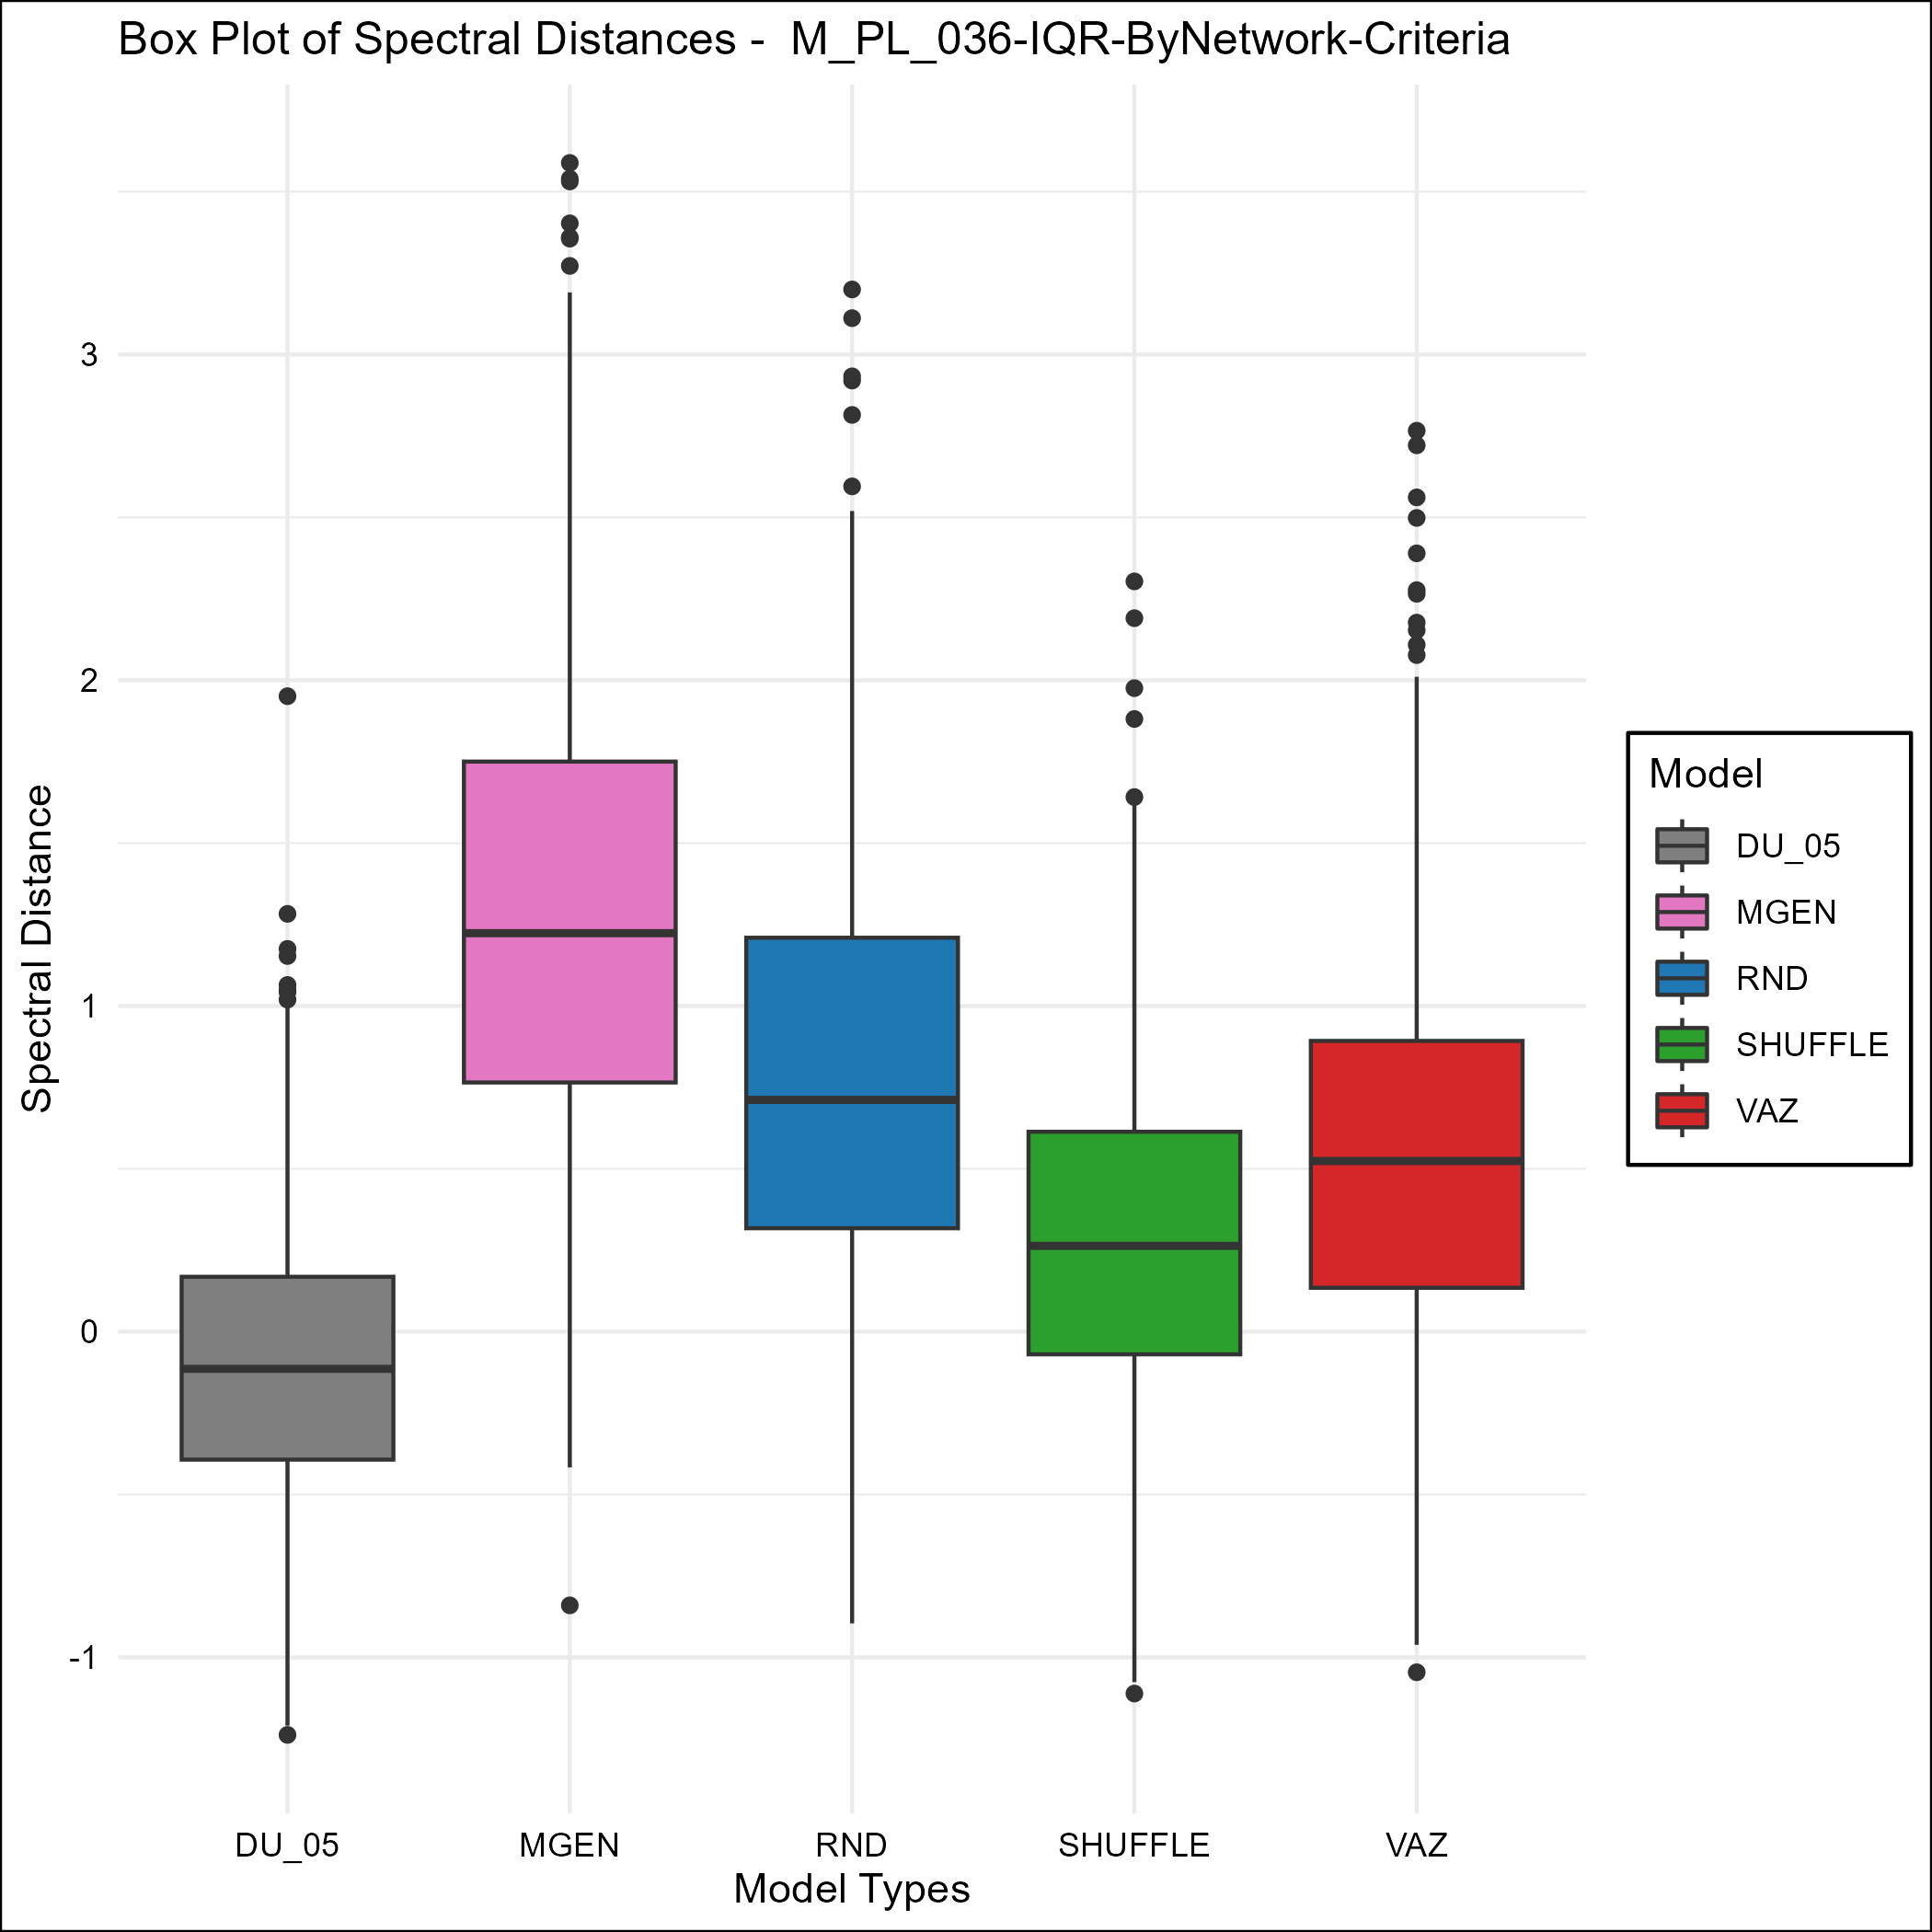 Box Plot of Spectral Distances -  M_PL_036-IQR-ByNetwork-Criteria
Spectral Distance
3
2
1
0
-1
DU_05
MGEN
RND
SHUFFLE
VAZ
Model Types
Model
DU_05
MGEN
RND
SHUFFLE
VAZ